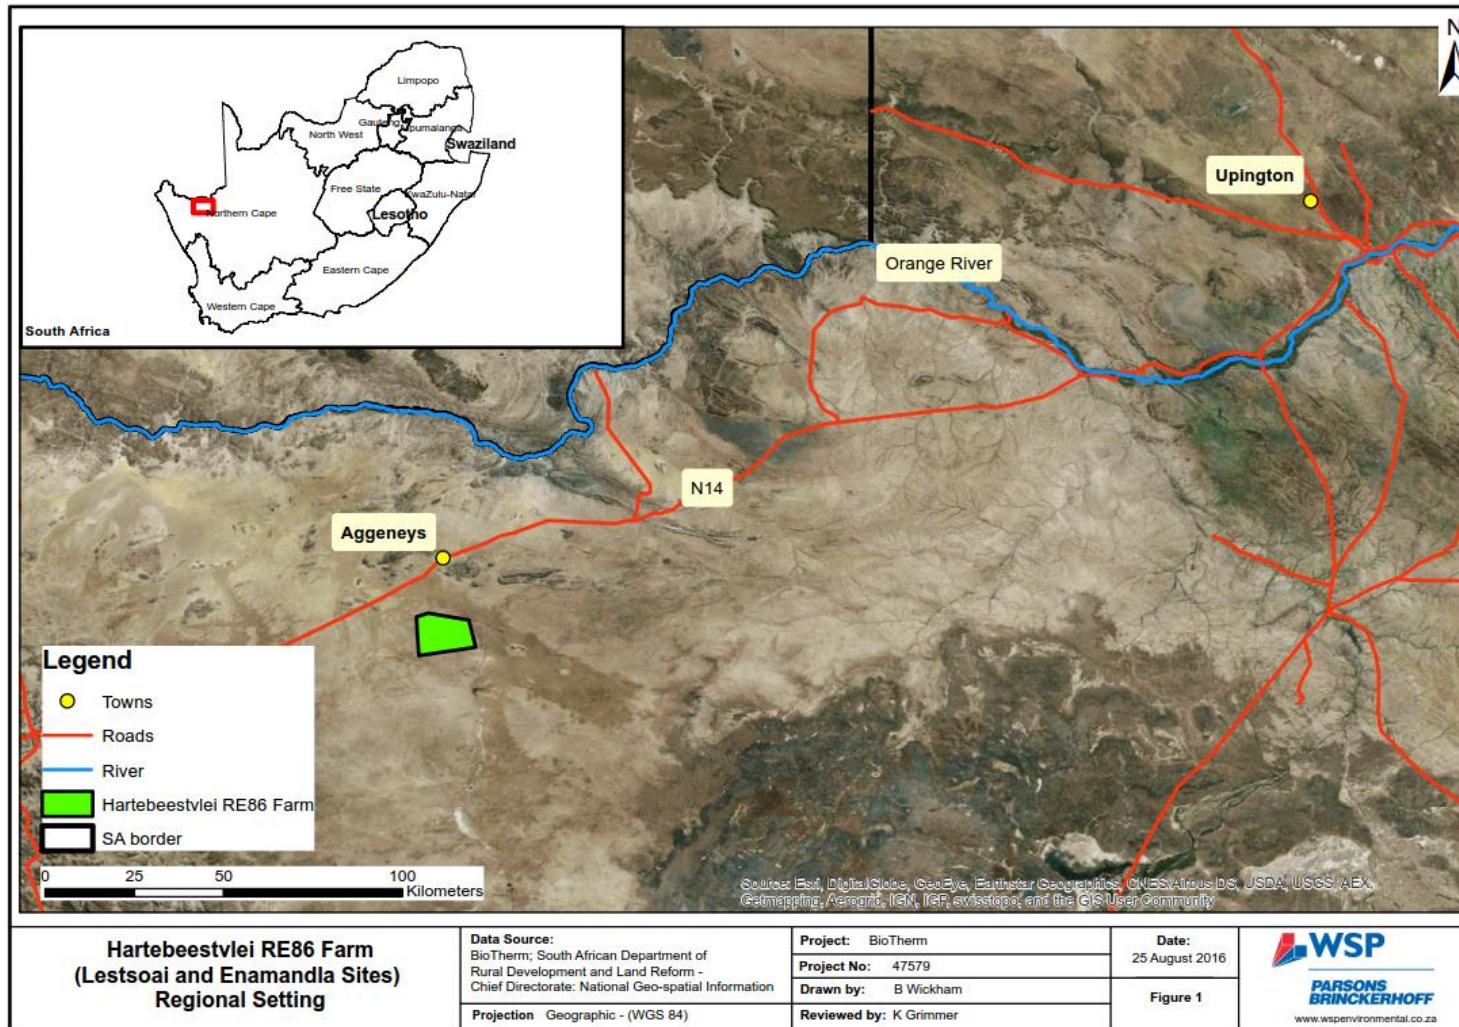 N
Limpopo
North West
Gauteng
Mpumalanga
Swaziland
Free State
KwaZulu-Natal
Lesotho
Northern Cape
Eastern Cape
Western Cape
South Africa
Upington
Orange River
N14
Aggeneys
Legend
Towns
Roads
River
Hartebeestvlei RE86 Farm
SA border
0 25 50 100
Kilometers
Source: Esri, DigitalGlobe, GeoEye, Earthstar Geographics, CNES/Airbus DS, USDA, USGS, AEX,
Getmapping, Aerogrid, IGN, IGP, swisstopo, and the GIS User Community
Hartebeestvlei RE86 Farm
(Lestsoai and Enamandla Sites)
Regional Setting
Data Source:
BioTherm; South African Department of
Rural Development and Land Reform -
Chief Directorate: National Geo-spatial Information
Projection Geographic - (WGS 84)
Project: BioTherm
Project No: 47579
Drawn by: B Wickham
Reviewed by: K Grimmer
Date:
25 August 2016
Figure 1
WSP
PARSONS
BRINCKERHOFF
www.wspenvironmental.co.za